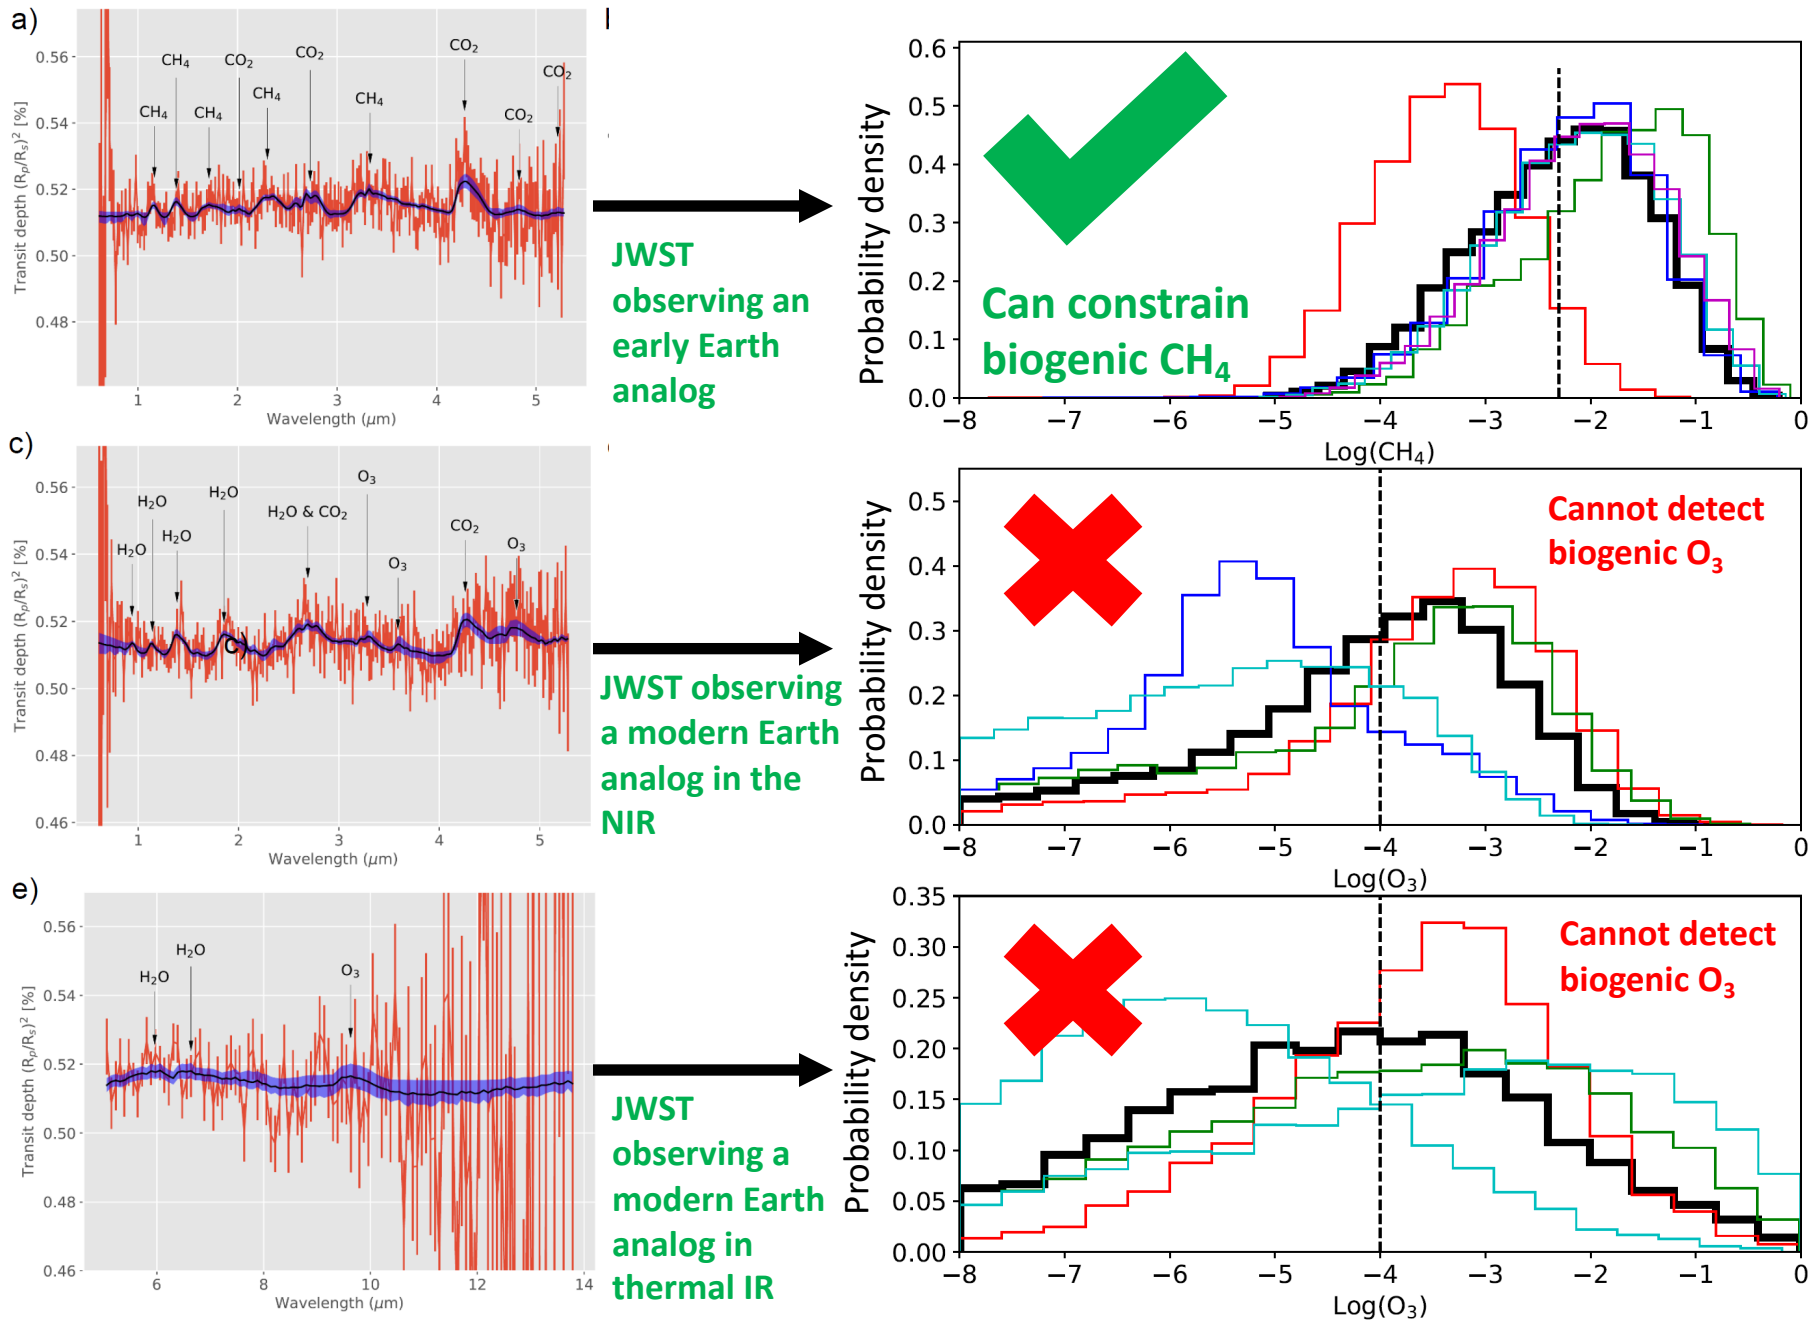 a)
0.56
0.54
0.52
0.50
0.48
Transit depth (Rₚ/Rₛ)² [%]
CH₄
CH₄
CH₄
CO₂
CH₄
CO₂
CH₄
CO₂
CO₂
CO₂
1 2 3 4 5
Wavelength (μm)
JWST
observing an
early Earth
analog
0.6
0.5
0.4
0.3
0.2
0.1
0.0
Probability density
Can constrain
biogenic CH₄
−8 −7 −6 −5 −4 −3 −2 −1 0
Log(CH₄)
c)
0.56
0.54
0.52
0.50
0.48
0.46
Transit depth (Rₚ/Rₛ)² [%]
H₂O
H₂O
H₂O
H₂O
H₂O & CO₂
O₃
O₃
CO₂
O₃
c)
1 2 3 4 5
Wavelength (μm)
JWST observing
a modern Earth
analog in the
NIR
0.5
0.4
0.3
0.2
0.1
0.0
Probability density
Cannot detect
biogenic O₃
−8 −7 −6 −5 −4 −3 −2 −1 0
Log(O₃)
e)
0.56
0.54
0.52
0.50
0.48
0.46
Transit depth (Rₚ/Rₛ)² [%]
H₂O
H₂O
O₃
6 8 10 12 14
Wavelength (μm)
JWST
observing a
modern Earth
analog in
thermal IR
0.35
0.30
0.25
0.20
0.15
0.10
0.05
0.00
Probability density
Cannot detect
biogenic O₃
−8 −7 −6 −5 −4 −3 −2 −1 0
Log(O₃)